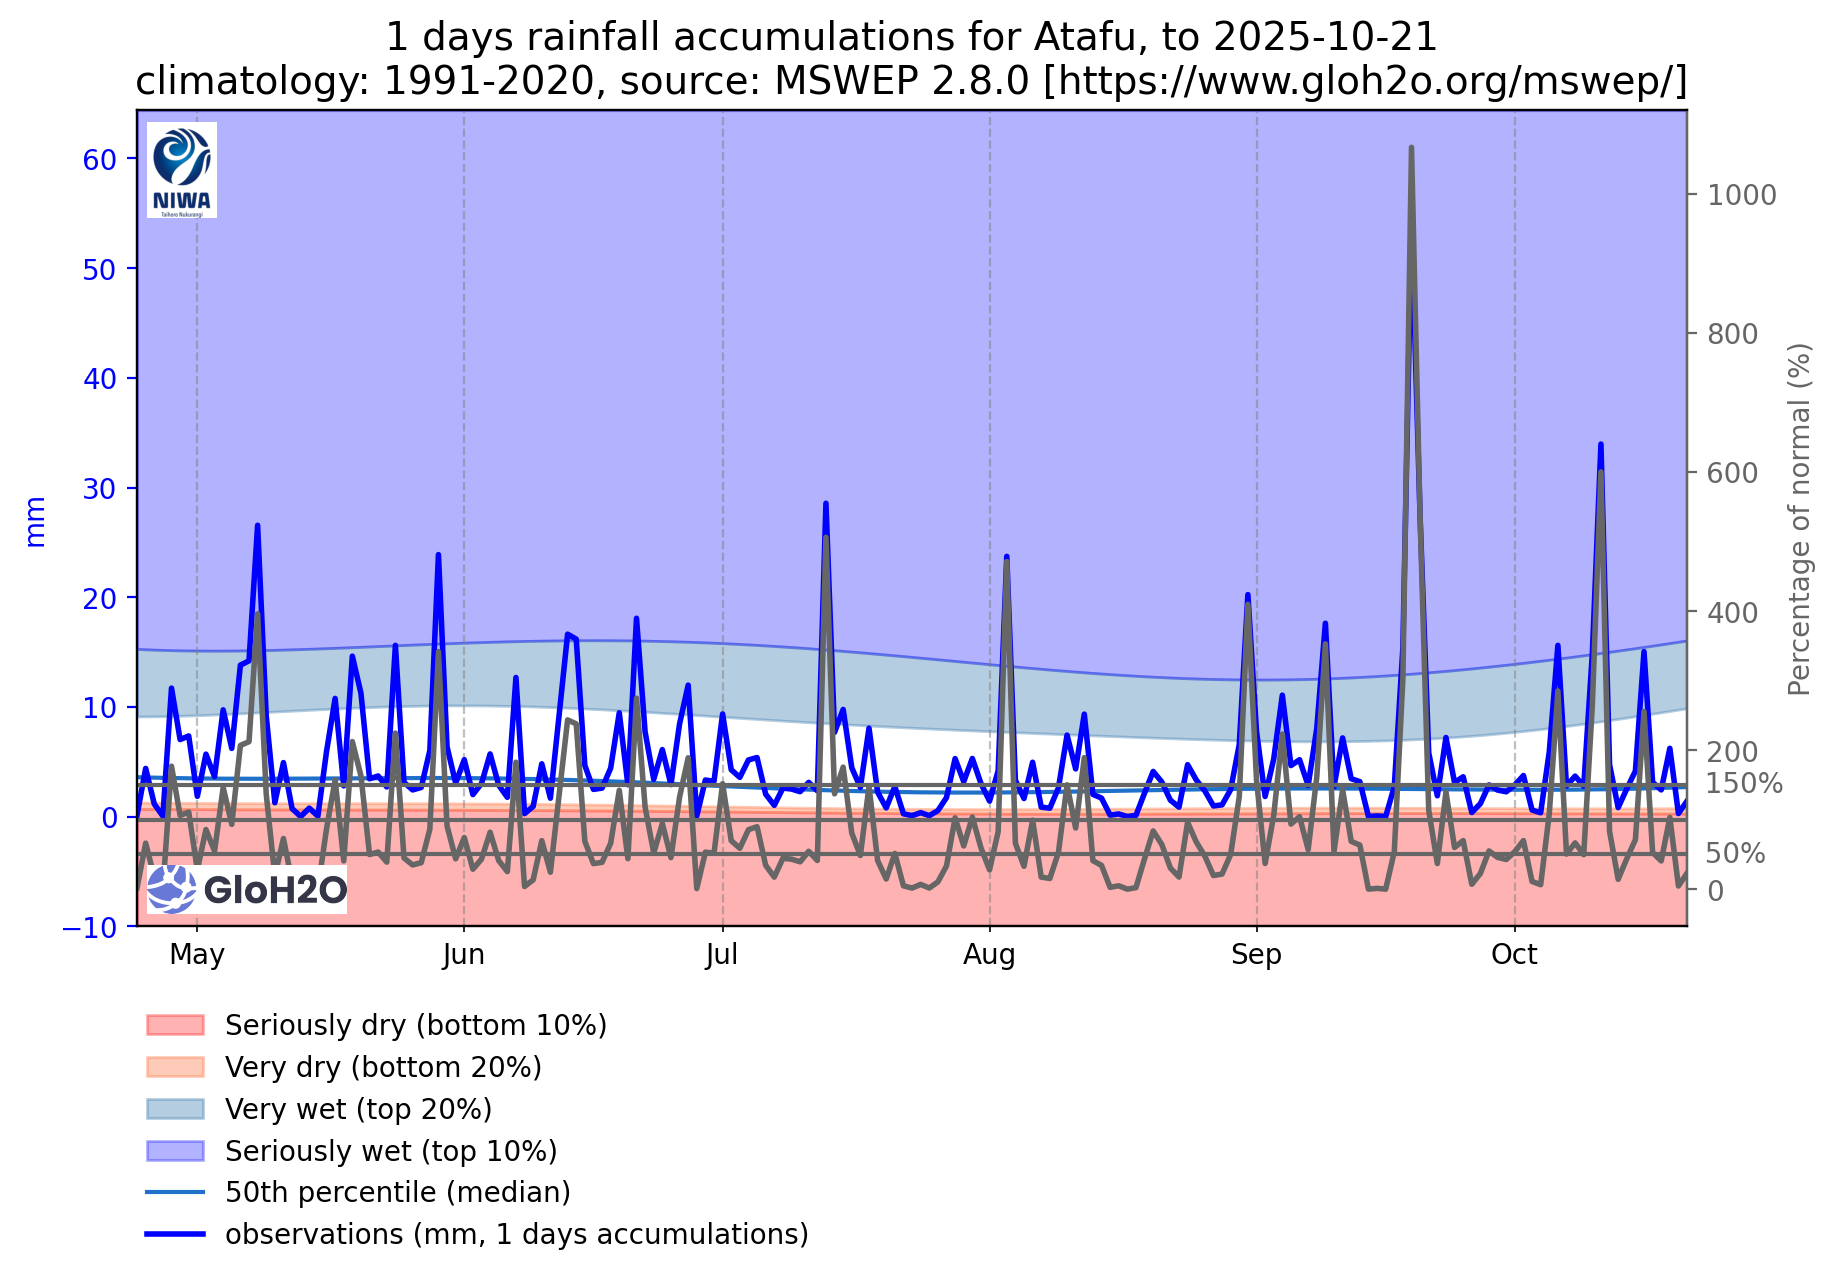 1 days rainfall accumulations for Atafu, to 2025-10-21
climatology: 1991-2020, source: MSWEP 2.8.0 [https://www.gloh2o.org/mswep/]
NIWA
Taihoro Nukurangi
60
50
40
30
20
10
0
−10
mm
1000
800
600
400
200
150%
50%
0
Percentage of normal (%)
GloH2O
May
Jun
Jul
Aug
Sep
Oct
Seriously dry (bottom 10%)
Very dry (bottom 20%)
Very wet (top 20%)
Seriously wet (top 10%)
50th percentile (median)
observations (mm, 1 days accumulations)